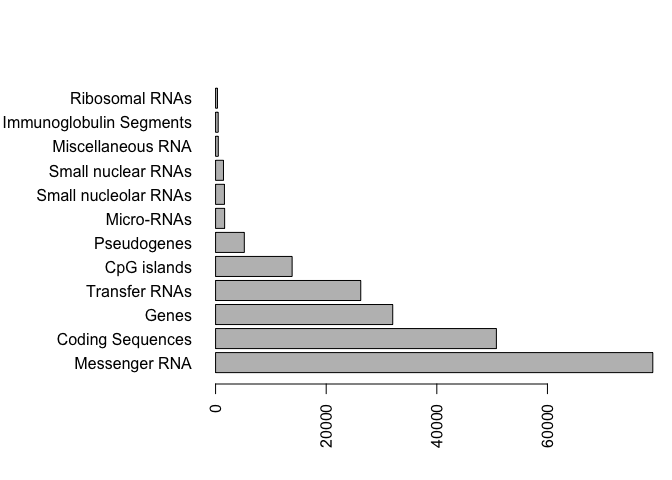 Ribosomal RNAs
Immunoglobulin Segments
Miscellaneous RNA
Small nuclear RNAs
Small nucleolar RNAs
Micro-RNAs
Pseudogenes
CpG islands
Transfer RNAs
Genes
Coding Sequences
Messenger RNA
0
20000
40000
60000